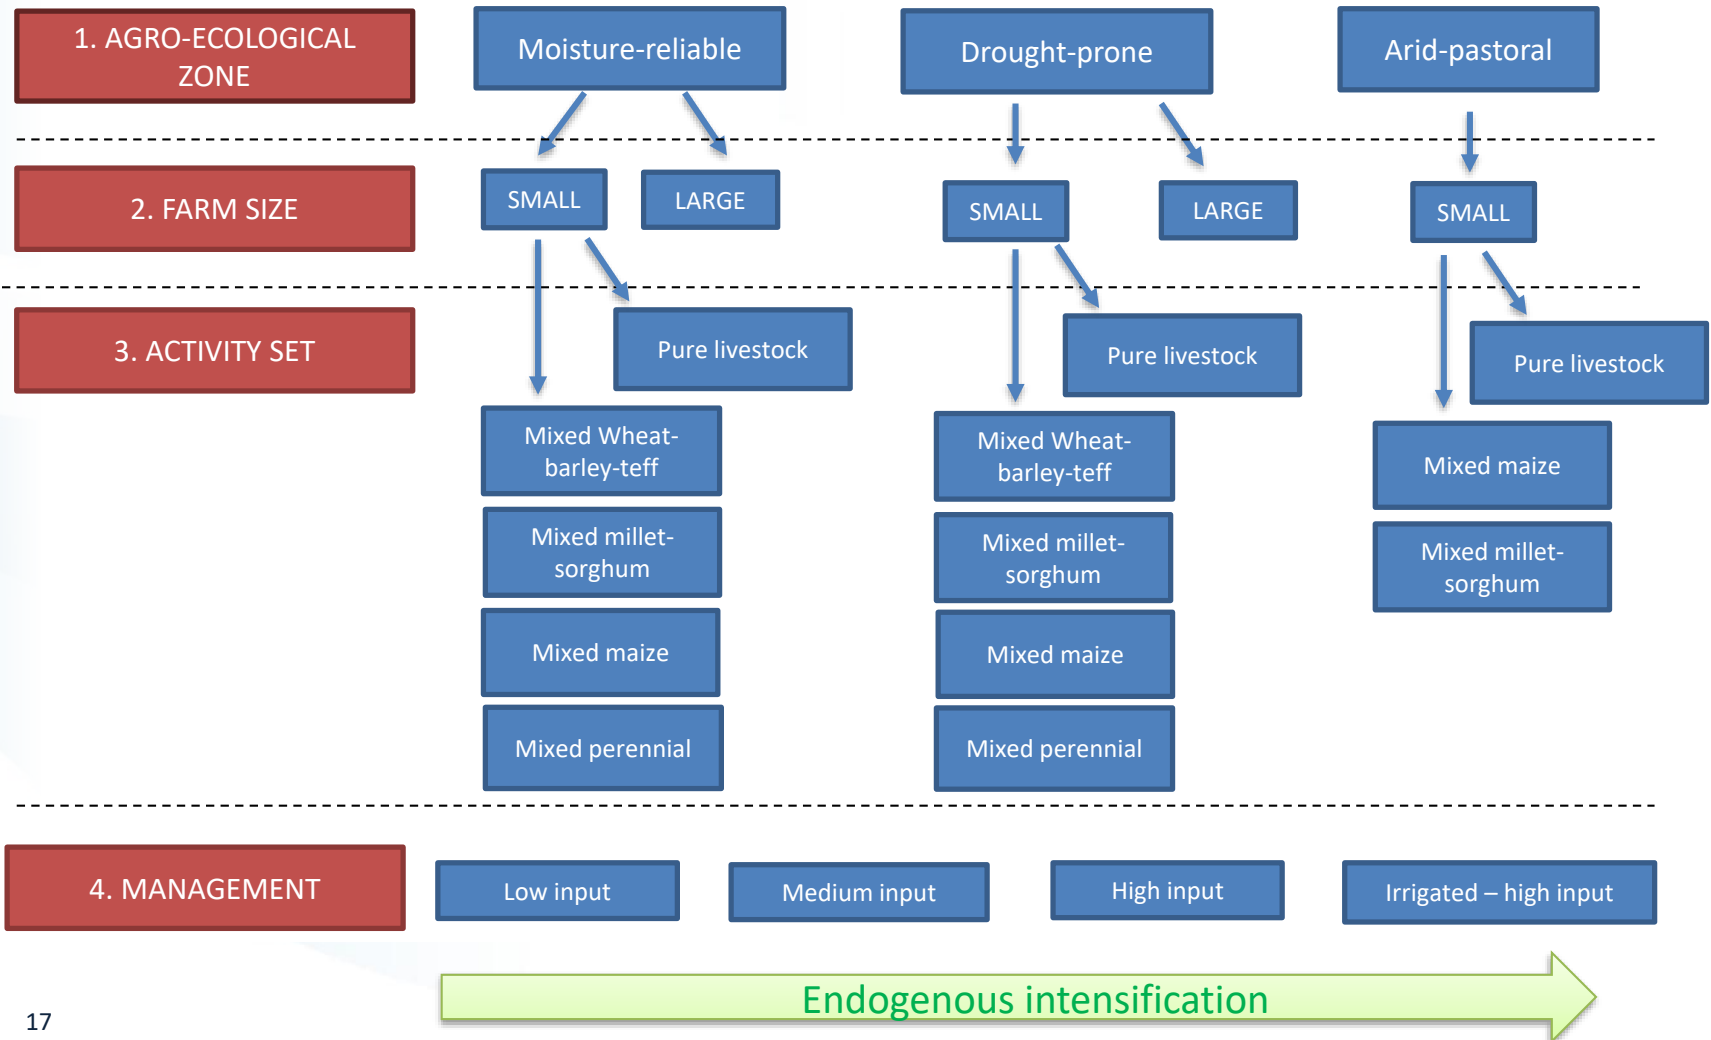 1. AGRO-ECOLOGICAL
ZONE
Moisture-reliable
Drought-prone
Arid-pastoral
2. FARM SIZE
SMALL
LARGE
SMALL
LARGE
SMALL
3. ACTIVITY SET
Pure livestock
Pure livestock
Pure livestock
Mixed Wheat-
barley-teff
Mixed millet-
sorghum
Mixed maize
Mixed perennial
Mixed Wheat-
barley-teff
Mixed millet-
sorghum
Mixed maize
Mixed perennial
Mixed maize
Mixed millet-
sorghum
4. MANAGEMENT
Low input
Medium input
High input
Irrigated – high input
Endogenous intensification
17